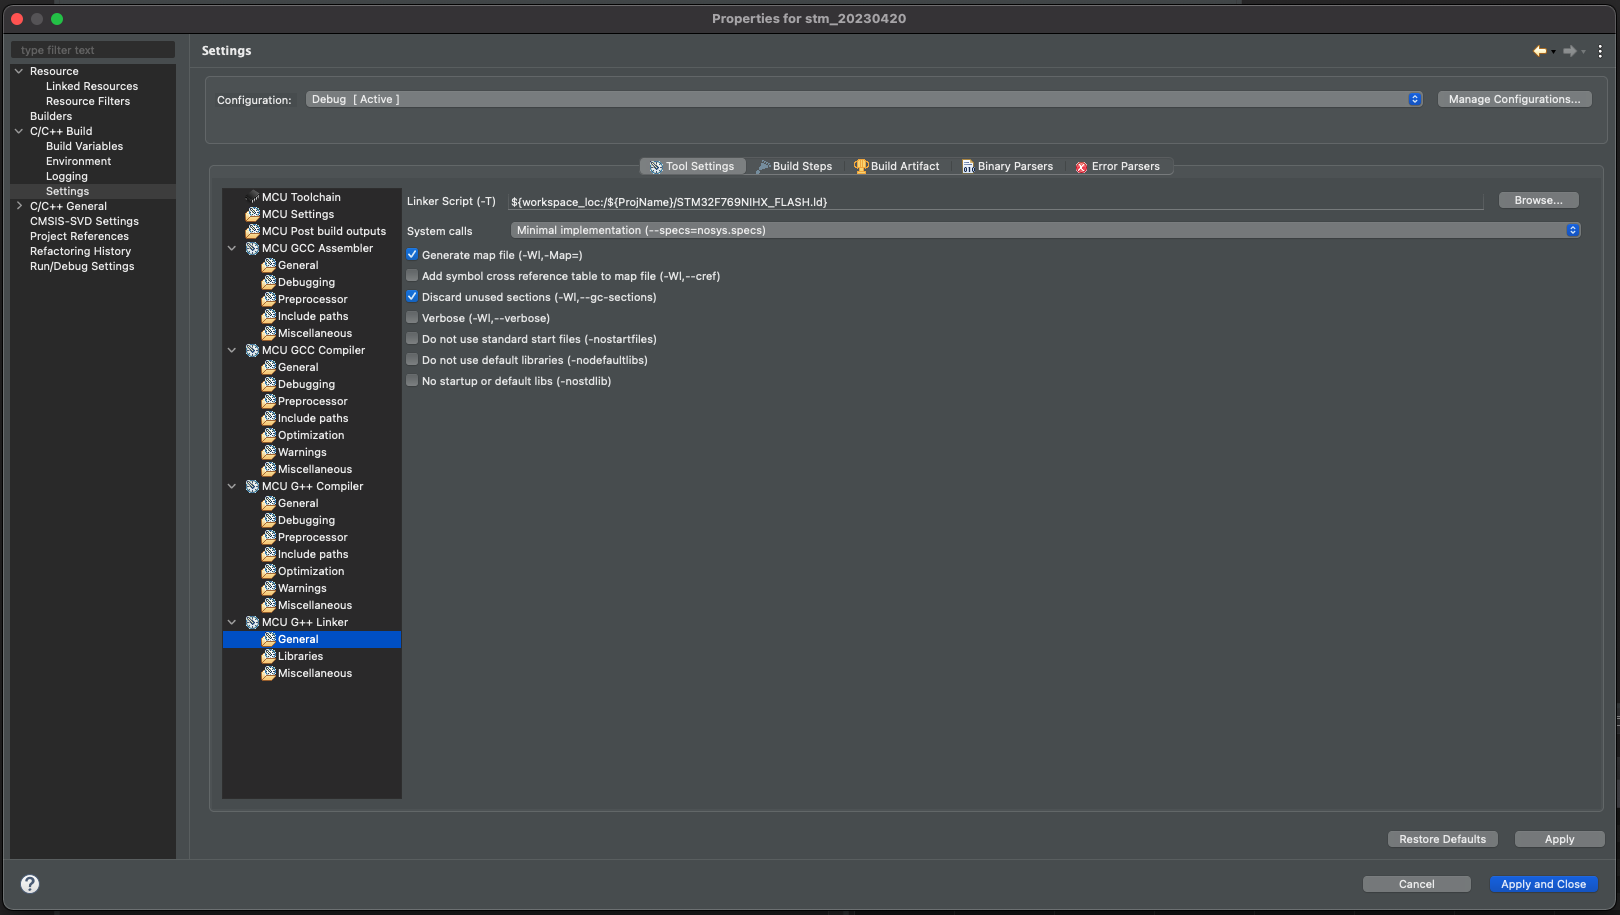 Properties for stm_20230420
type filter text
Resource
Linked Resources
Resource Filters
Builders
C/C++ Build
Build Variables
Environment
Logging
Settings
C/C++ General
CMSIS-SVD Settings
Project References
Refactoring History
Run/Debug Settings
Settings
Configuration:
Debug [ Active ]
Manage Configurations...
Tool Settings
Build Steps
Build Artifact
Binary Parsers
Error Parsers
MCU Toolchain
MCU Settings
MCU Post build outputs
MCU GCC Assembler
General
Debugging
Preprocessor
Include paths
Miscellaneous
MCU GCC Compiler
General
Debugging
Preprocessor
Include paths
Optimization
Warnings
Miscellaneous
MCU G++ Compiler
General
Debugging
Preprocessor
Include paths
Optimization
Warnings
Miscellaneous
MCU G++ Linker
General
Libraries
Miscellaneous
Linker Script (-T)
${workspace_loc:/${ProjName}/STM32F769NIHX_FLASH.ld}
Browse...
System calls
Minimal implementation (--specs=nosys.specs)
Generate map file (-Wl,-Map=)
Add symbol cross reference table to map file (-Wl,--cref)
Discard unused sections (-Wl,--gc-sections)
Verbose (-Wl,--verbose)
Do not use standard start files (-nostartfiles)
Do not use default libraries (-nodefaultlibs)
No startup or default libs (-nostdlib)
Restore Defaults
Apply
?
Cancel
Apply and Close